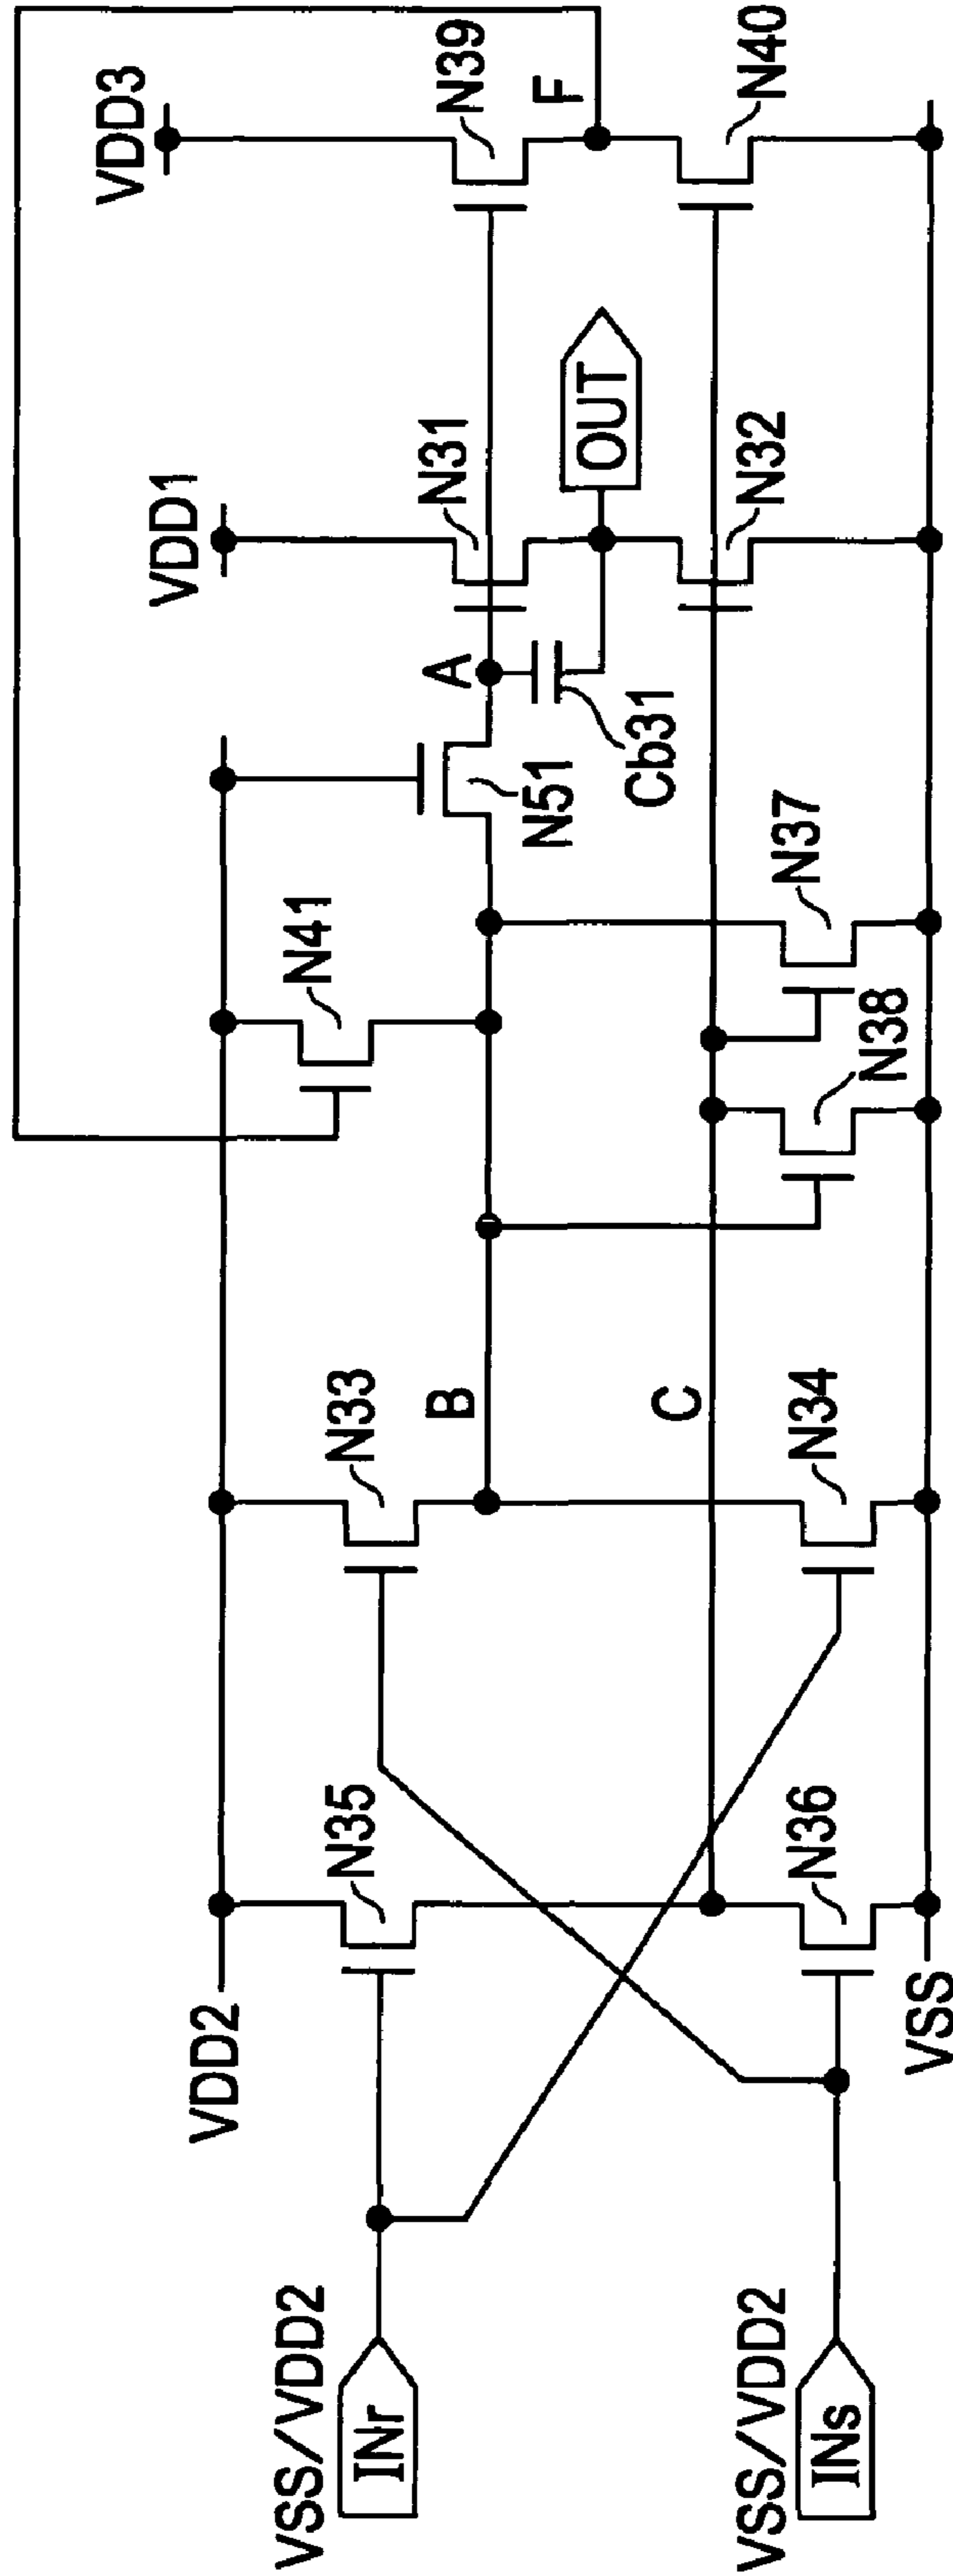 VDD3
VDD1
VDD2
N39
F
N40
N31
OUT
N32
A
Cb31
N51
N41
N37
N38
B
C
N33
N34
N35
N36
VSS
VSS/VDD2
INr
VSS/VDD2
INs